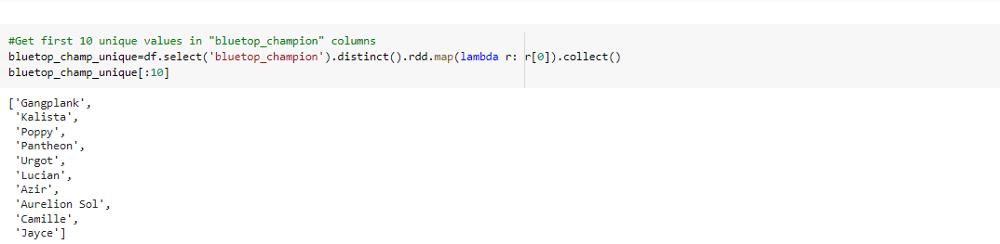 #Get first 10 unique values in "bluetop_champion" columns
bluetop_champ_unique=df.select('bluetop_champion').distinct().rdd.map(lambda r: r[0]).collect()
bluetop_champ_unique[:10]
['Gangplank',
 'Kalista',
 'Poppy',
 'Pantheon',
 'Urgot',
 'Lucian',
 'Azir',
 'Aurelion Sol',
 'Camille',
 'Jayce']